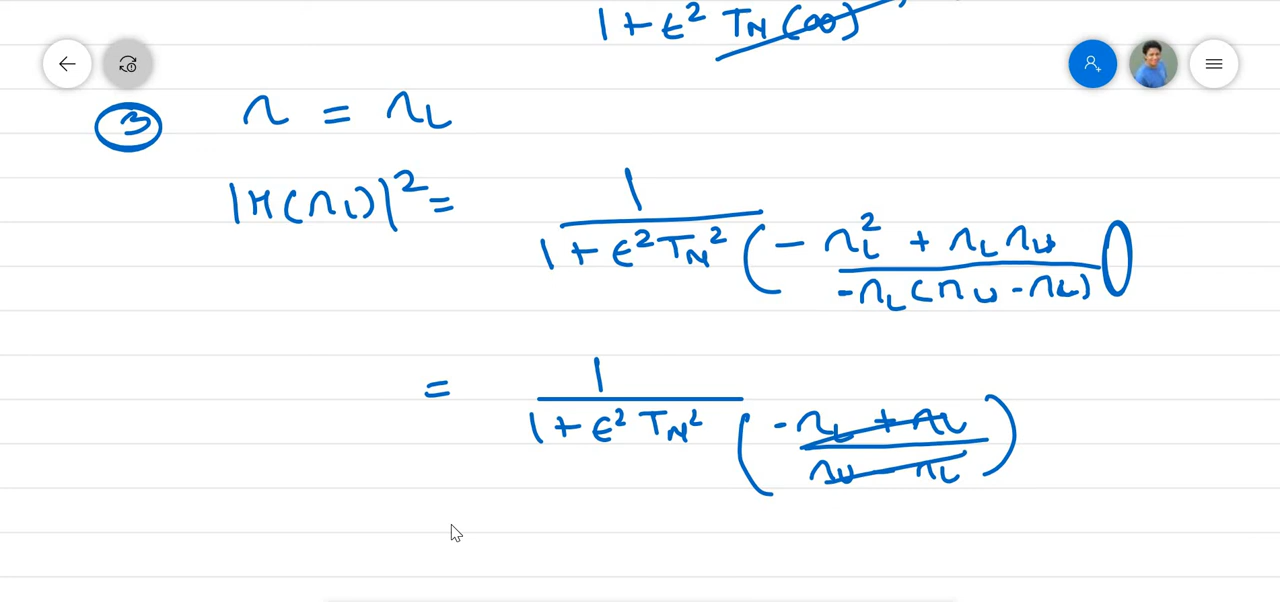 1 + ε² T_N (∞)
③ Ω = Ω_L
|H(Ω_L)|² = 1 / (1 + ε² T_N² ( (-Ω_L² + Ω_L Ω_U) / (-Ω_L (Ω_U - Ω_L)) ))
= 1 / (1 + ε² T_N² ( (-Ω_L + Ω_U) / (Ω_U - Ω_L) ))